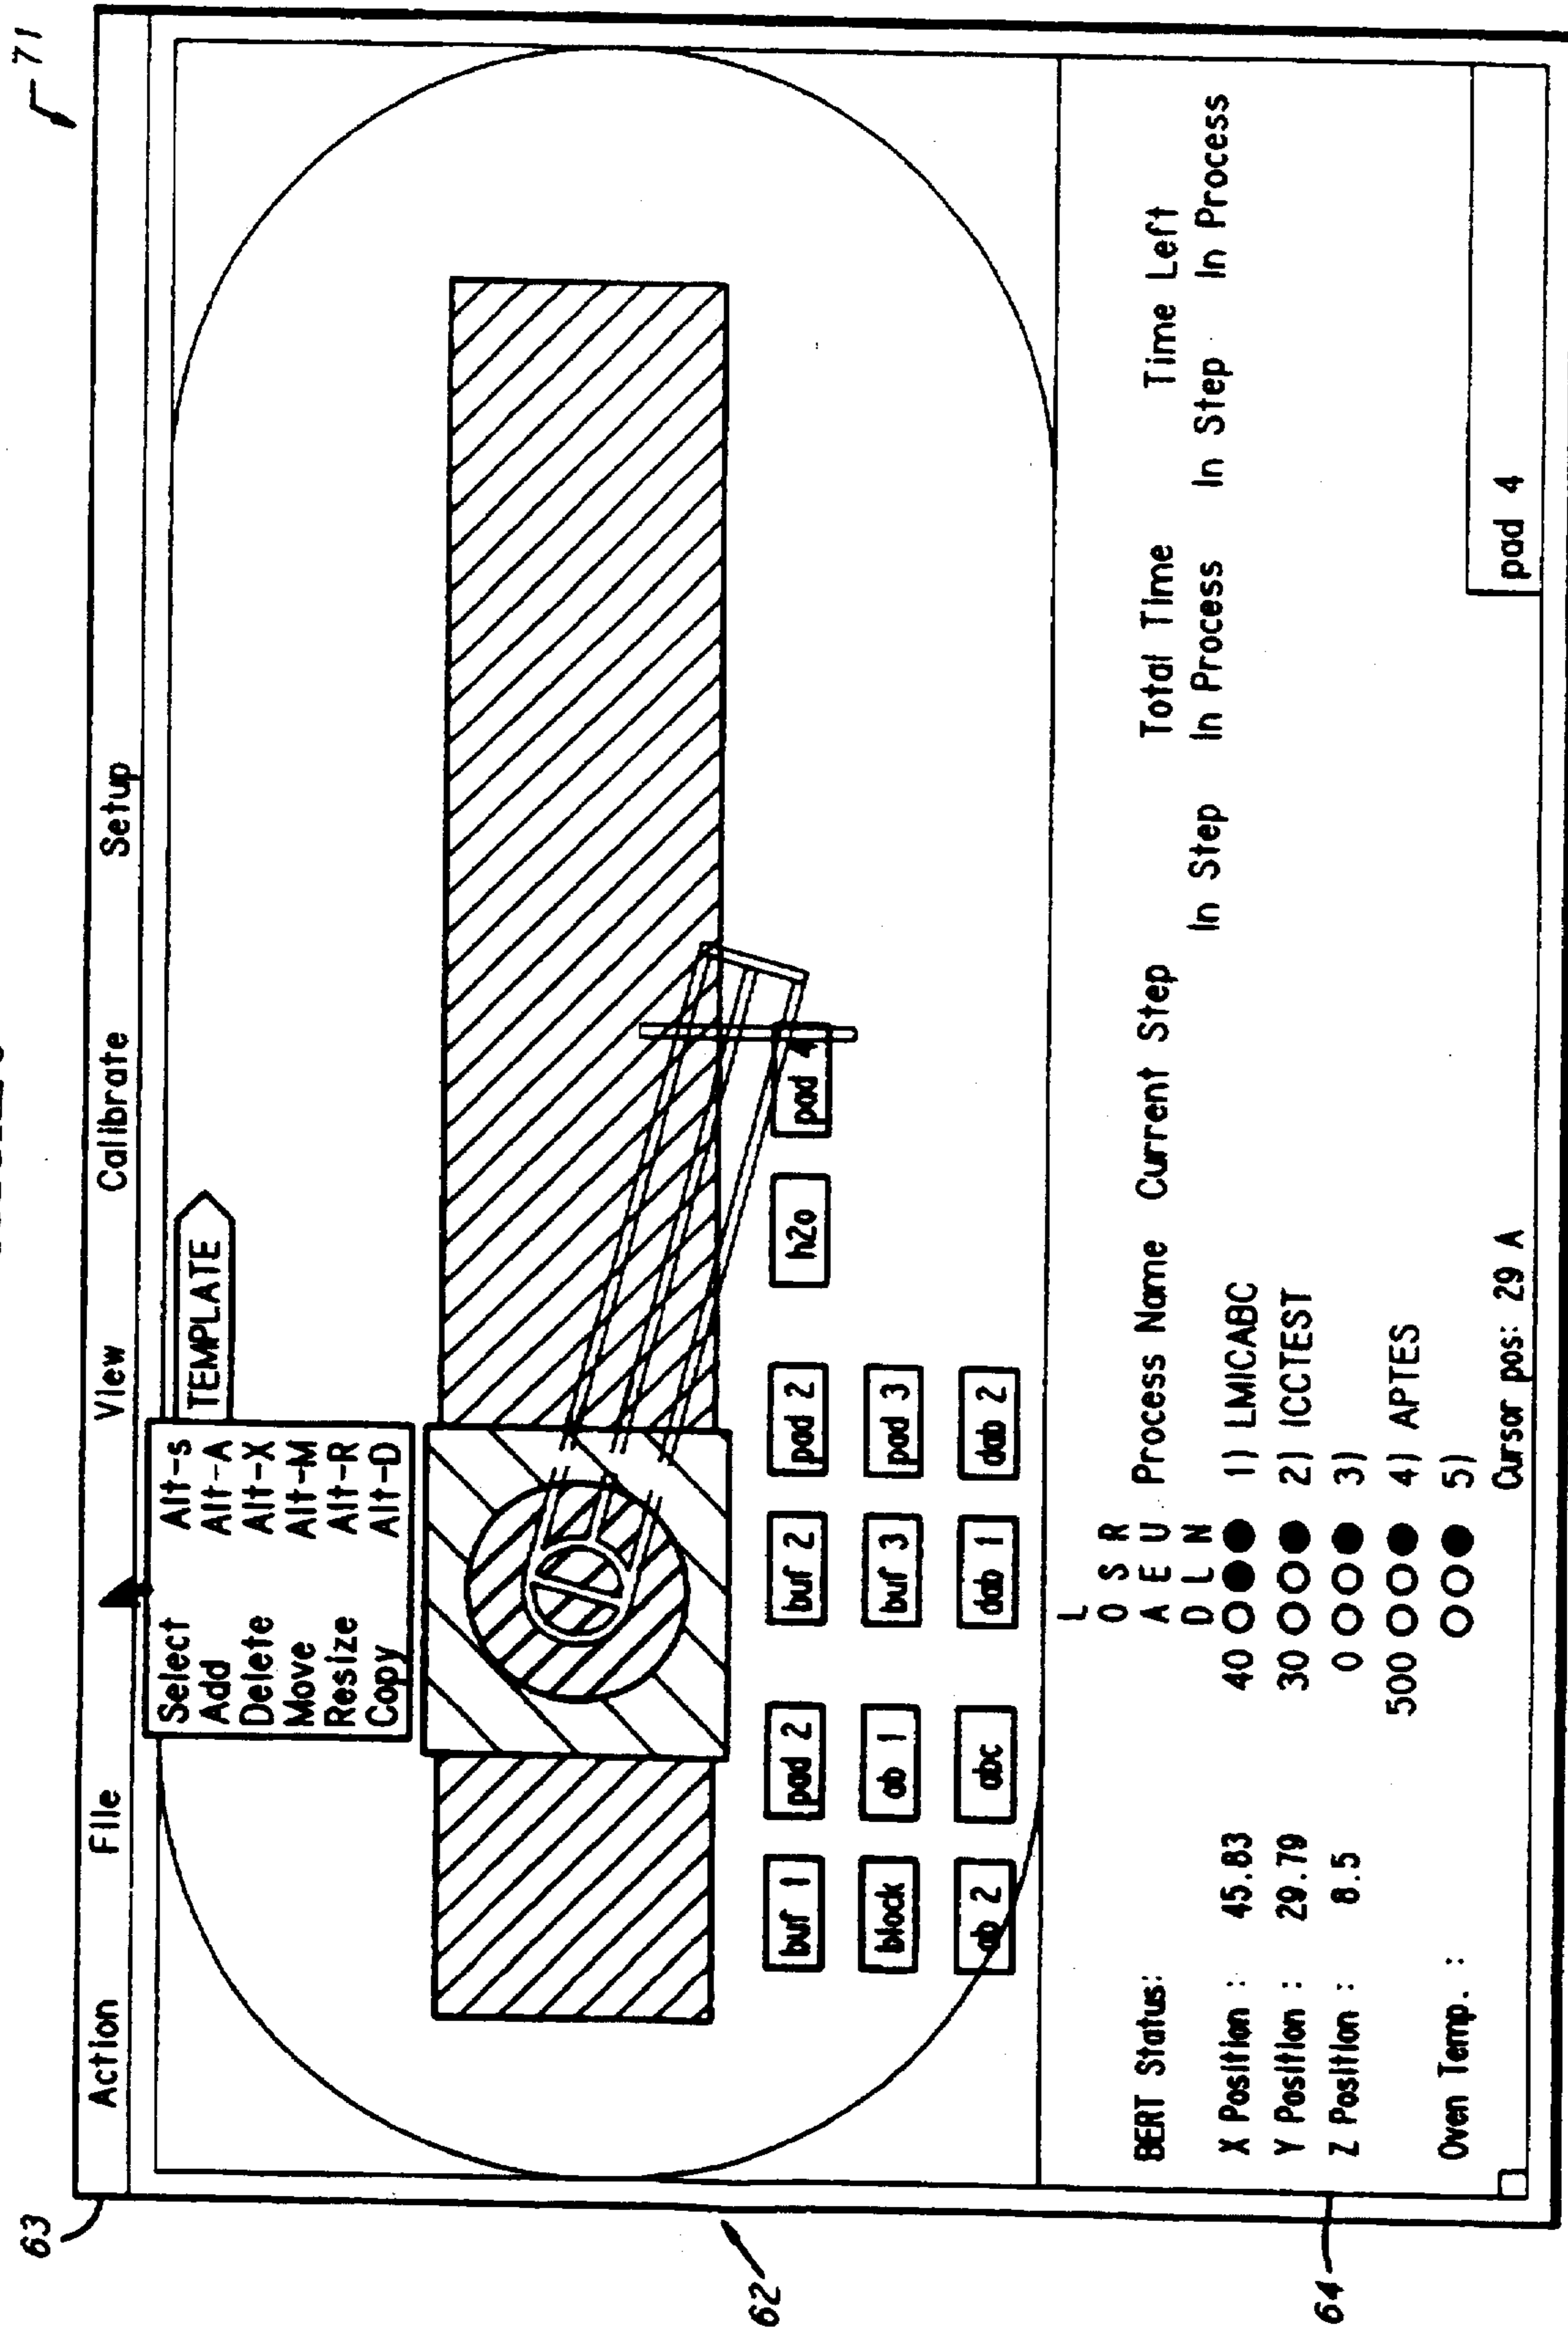 71
63
Action File View Calibrate Setup
Select Alt-s
Add Alt-A
Delete Alt-X
Move Alt-M
Resize Alt-R
Copy Alt-D
TEMPLATE
62
buf 1 pad 2 buf 2 pad 2 h2o pad 4
block ab 1 buf 3 pad 3
ab 2 abc dab 1 dab 2
L
O S R
A E U
D L N
BERT Status: Process Name Current Step Total Time Time Left
In Step In Process In Step In Process
X Position : 45.83 40 1) LMICABC
Y Position : 29.79 30 2) ICCTEST
Z Position : 8.5 0 3)
500 4) APTES
Oven Temp. : 5)
Cursor pos: 29 A
pad 4
64